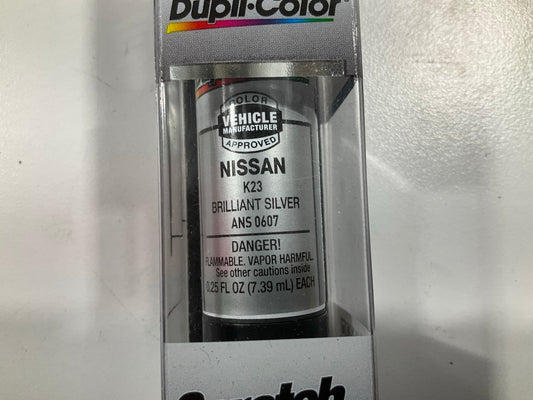 Dupli-Color®
COLOR
VEHICLE
MANUFACTURER
APPROVED
NISSAN
K23
BRILLIANT SILVER
ANS 0607
DANGER!
FLAMMABLE. VAPOR HARMFUL.
See other cautions inside
0.25 FL OZ (7.39 mL) EACH
Scratch